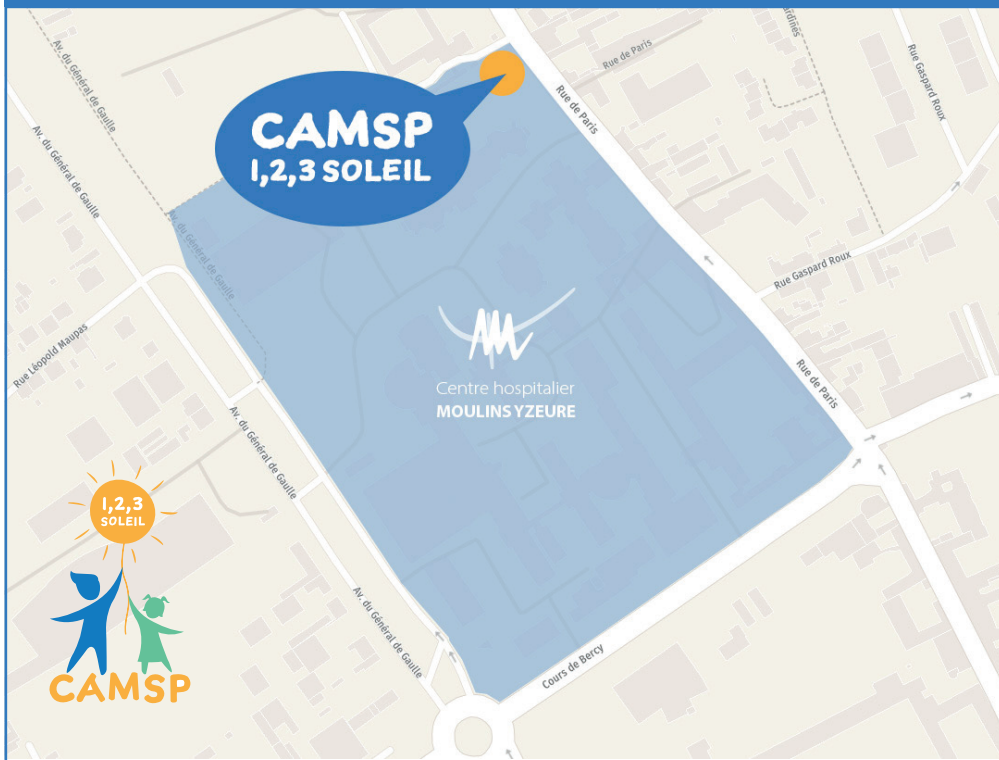 ardines
Av. du Général de Gaulle
Rue de Paris
Rue Gaspard Roux
Rue de Paris
CAMSP
1,2,3 SOLEIL
Av. du Général de Gaulle
Av. du Général de Gaulle
Rue Gaspard Roux
Rue Léopold Maupas
Centre hospitalier
MOULINS YZEURE
Rue de Paris
Av. du Général de Gaulle
1,2,3
SOLEIL
Av. du Général de Gaulle
Cours de Bercy
CAMSP